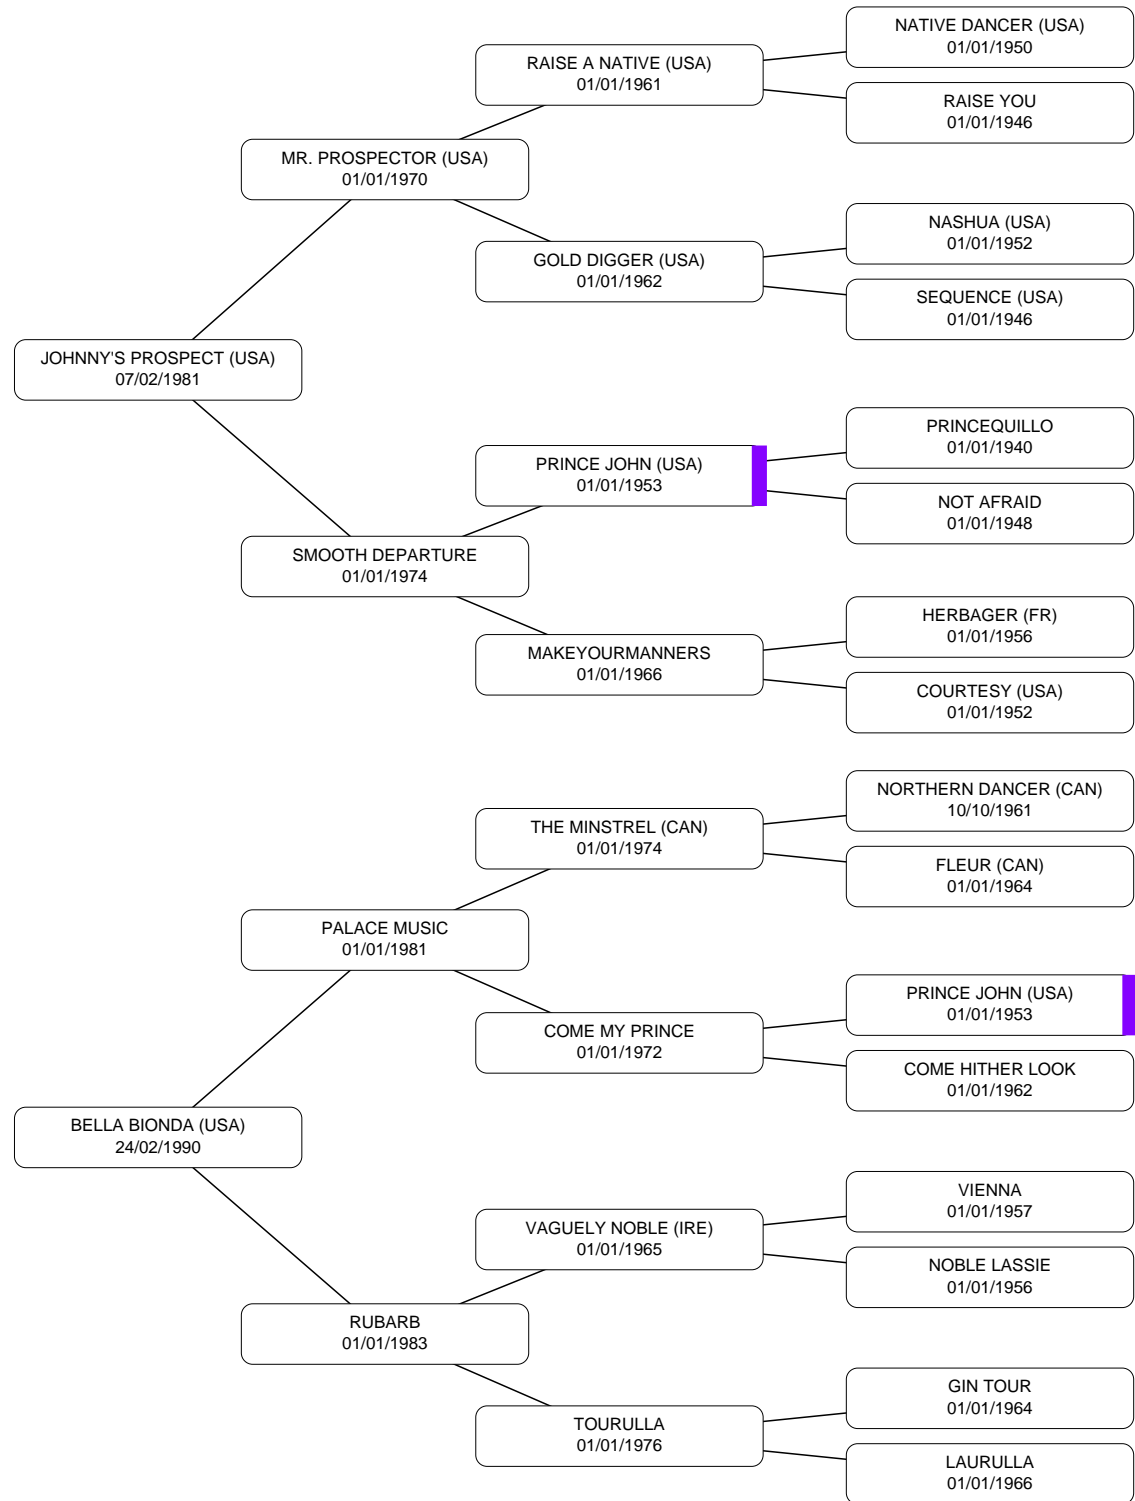 NATIVE DANCER (USA)
01/01/1950
RAISE A NATIVE (USA)
01/01/1961
RAISE YOU
01/01/1946
MR. PROSPECTOR (USA)
01/01/1970
NASHUA (USA)
01/01/1952
GOLD DIGGER (USA)
01/01/1962
SEQUENCE (USA)
01/01/1946
JOHNNY'S PROSPECT (USA)
07/02/1981
PRINCEQUILLO
01/01/1940
PRINCE JOHN (USA)
01/01/1953
NOT AFRAID
01/01/1948
SMOOTH DEPARTURE
01/01/1974
HERBAGER (FR)
01/01/1956
MAKEYOURMANNERS
01/01/1966
COURTESY (USA)
01/01/1952
NORTHERN DANCER (CAN)
10/10/1961
THE MINSTREL (CAN)
01/01/1974
FLEUR (CAN)
01/01/1964
PALACE MUSIC
01/01/1981
PRINCE JOHN (USA)
01/01/1953
COME MY PRINCE
01/01/1972
COME HITHER LOOK
01/01/1962
BELLA BIONDA (USA)
24/02/1990
VIENNA
01/01/1957
VAGUELY NOBLE (IRE)
01/01/1965
NOBLE LASSIE
01/01/1956
RUBARB
01/01/1983
GIN TOUR
01/01/1964
TOURULLA
01/01/1976
LAURULLA
01/01/1966